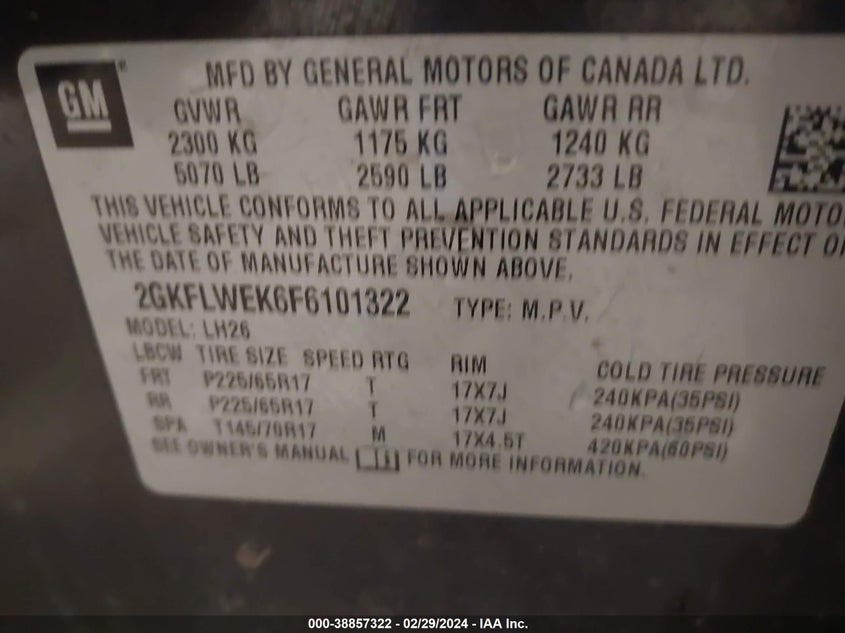 GM
MFD BY GENERAL MOTORS OF CANADA LTD.
GVWR GAWR FRT GAWR RR
2300 KG 1175 KG 1240 KG
5070 LB 2590 LB 2733 LB
THIS VEHICLE CONFORMS TO ALL APPLICABLE U.S. FEDERAL MOTO
VEHICLE SAFETY AND THEFT PREVENTION STANDARDS IN EFFECT O
THE DATE OF MANUFACTURE SHOWN ABOVE.
2GKFLWEK6F6101322 TYPE: M.P.V.
MODEL: LH26
LBCW TIRE SIZE SPEED RTG RIM COLD TIRE PRESSURE
FRT P225/65R17 T 17X7J 240KPA(35PSI)
RR P225/65R17 T 17X7J 240KPA(35PSI)
SPA T145/70R17 M 17X4.5T 420KPA(60PSI)
SEE OWNER'S MANUAL FOR MORE INFORMATION.
000-38857322 - 02/29/2024 - IAA Inc.